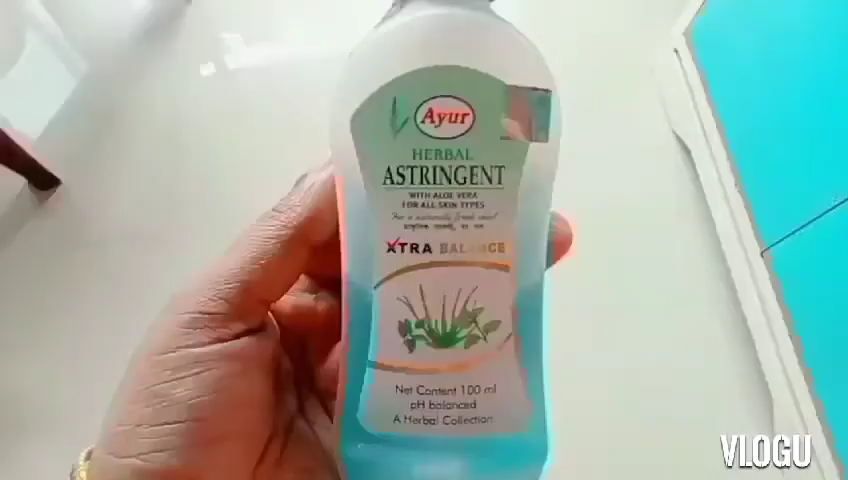 Ayur
HERBAL
ASTRINGENT
WITH ALOE VERA
FOR ALL SKIN TYPES
For a naturally fresh
XTRA BALANCE
Net Content 100 ml
pH balanced
A Herbal Collection
VLOGU